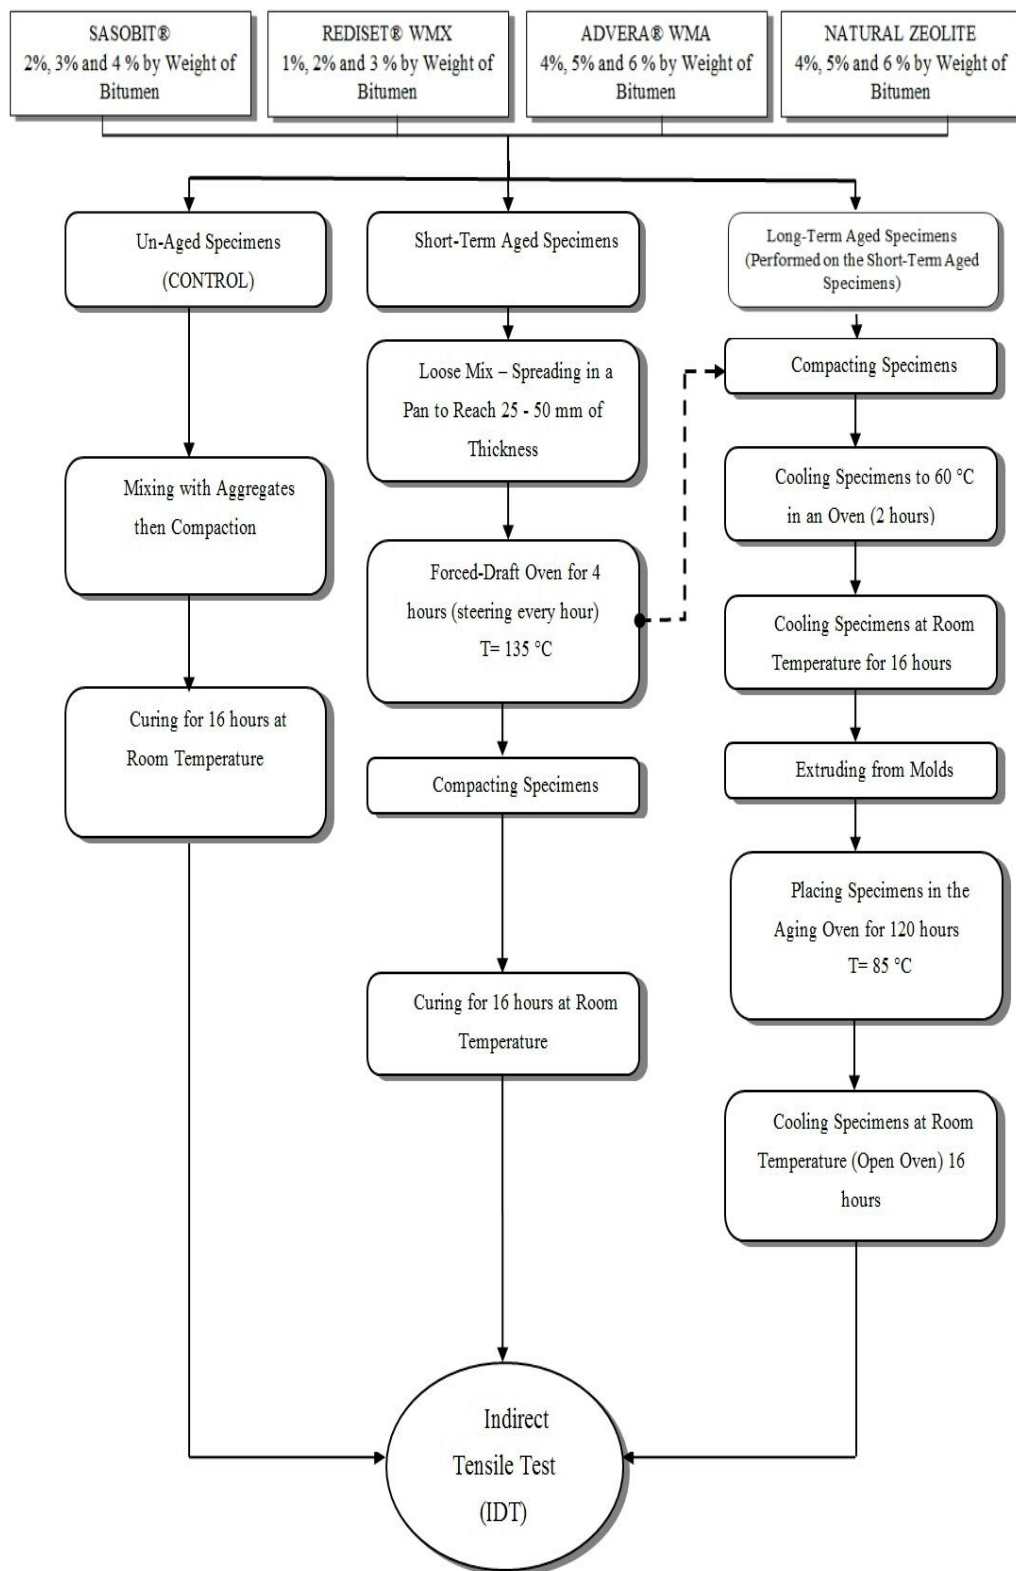 SASOBIT®
2%, 3% and 4 % by Weight of
Bitumen
REDISET® WMX
1%, 2% and 3 % by Weight of
Bitumen
ADVERA® WMA
4%, 5% and 6 % by Weight of
Bitumen
NATURAL ZEOLITE
4%, 5% and 6 % by Weight of
Bitumen
Un-Aged Specimens
(CONTROL)
Mixing with Aggregates
then Compaction
Curing for 16 hours at
Room Temperature
Short-Term Aged Specimens
Loose Mix – Spreading in a
Pan to Reach 25 - 50 mm of
Thickness
Forced-Draft Oven for 4
hours (steering every hour)
T= 135 °C
Compacting Specimens
Curing for 16 hours at Room
Temperature
Long-Term Aged Specimens
(Performed on the Short-Term Aged
Specimens)
Compacting Specimens
Cooling Specimens to 60 °C
in an Oven (2 hours)
Cooling Specimens at Room
Temperature for 16 hours
Extruding from Molds
Placing Specimens in the
Aging Oven for 120 hours
T= 85 °C
Cooling Specimens at Room
Temperature (Open Oven) 16
hours
Indirect
Tensile Test
(IDT)